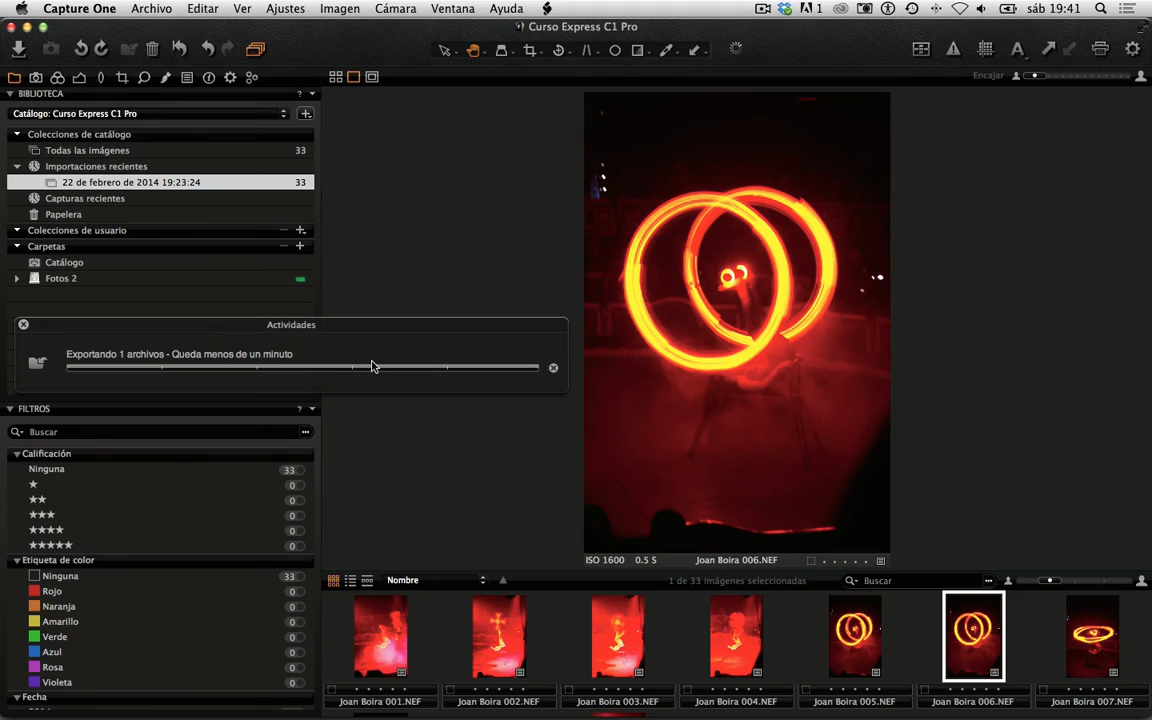 Capture One Archivo Editar Ver Ajustes Imagen Cámara Ventana Ayuda 1 sáb 19:41
Curso Express C1 Pro
Encajar
BIBLIOTECA ?
Catálogo: Curso Express C1 Pro
Colecciones de catálogo
Todas las imágenes 33
Importaciones recientes
22 de febrero de 2014 19:23:24 33
Capturas recientes
Papelera
Colecciones de usuario
Carpetas
Catálogo
Fotos 2
Actividades
Exportando 1 archivos - Queda menos de un minuto
FILTROS ?
Buscar
Calificación
Ninguna 33
0
0
0
0
0
Etiqueta de color
Ninguna 33
Rojo 0
Naranja 0
Amarillo 0
Verde 0
Azul 0
Rosa 0
Violeta 0
Fecha
ISO 1600 0.5 S Joan Boira 006.NEF
Nombre 1 de 33 imágenes seleccionadas Buscar
Joan Boira 001.NEF Joan Boira 002.NEF Joan Boira 003.NEF Joan Boira 004.NEF Joan Boira 005.NEF Joan Boira 006.NEF Joan Boira 007.NEF